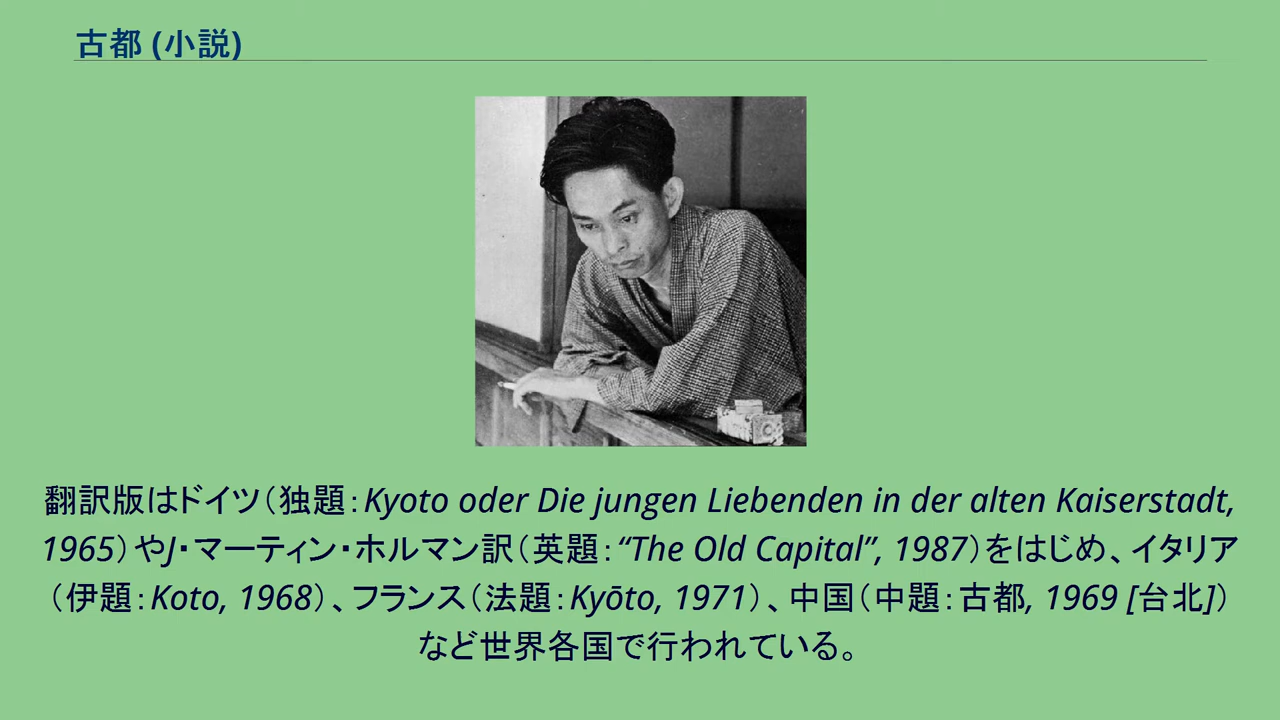 古都 (小説)
翻訳版はドイツ（独題：Kyoto oder Die jungen Liebenden in der alten Kaiserstadt,
1965）やJ・マーティン・ホルマン訳（英題：“The Old Capital”, 1987）をはじめ、イタリア
（伊題：Koto, 1968）、フランス（法題：Kyōto, 1971）、中国（中題：古都, 1969 [台北]）
など世界各国で行われている。